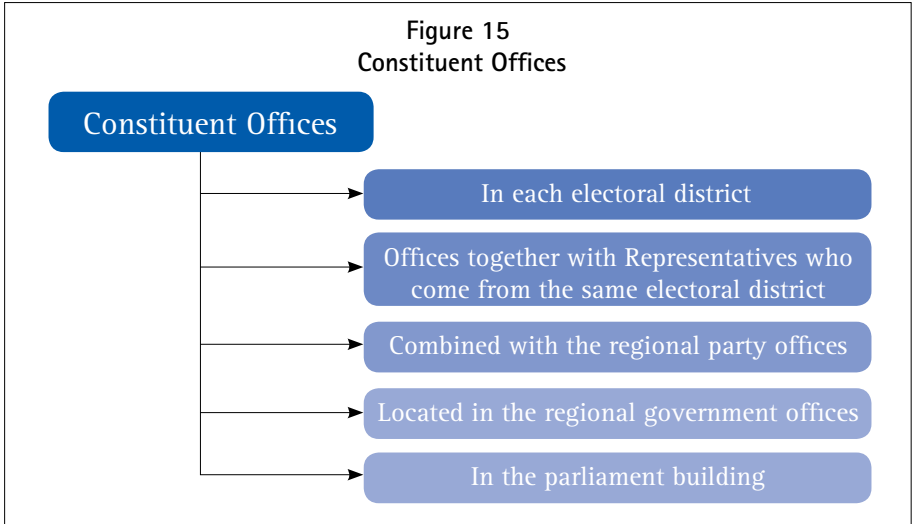 Figure 15
Constituent Offices
Constituent Offices
In each electoral district
Offices together with Representatives who
come from the same electoral district
Combined with the regional party offices
Located in the regional government offices
In the parliament building